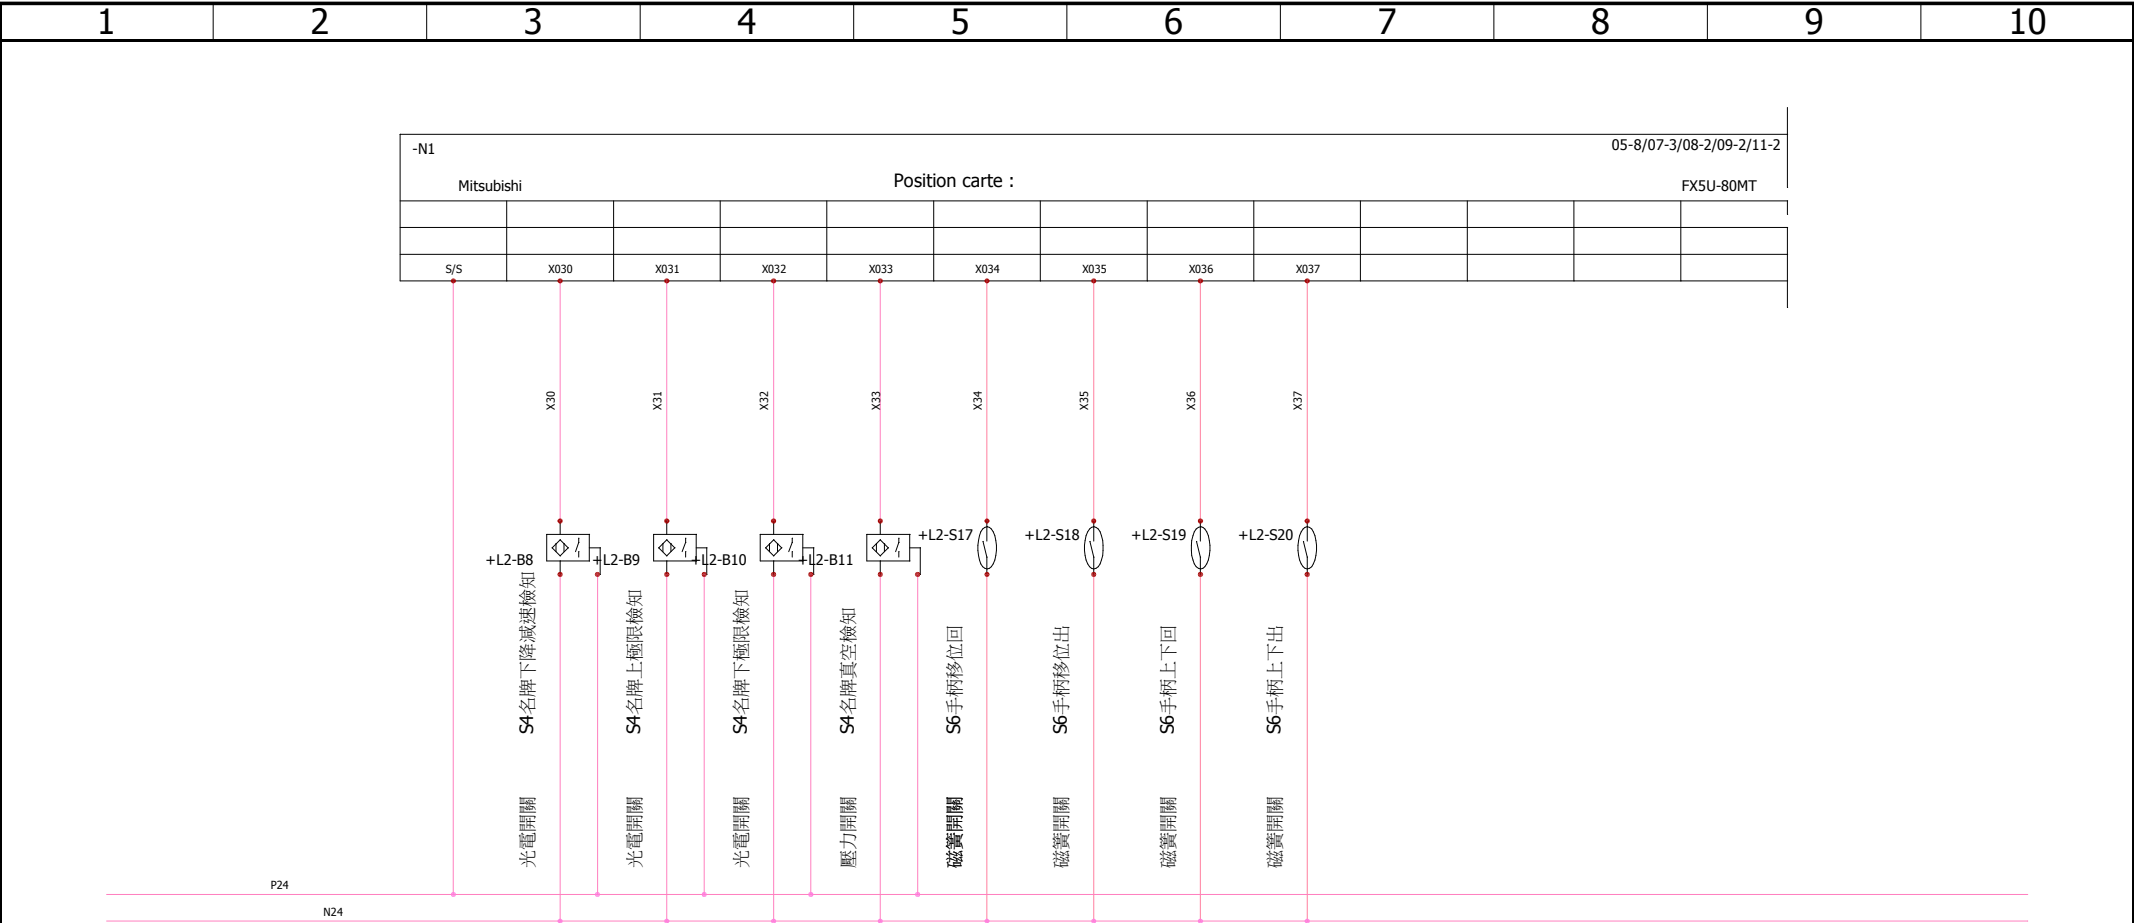 1 2 3 4 5 6 7 8 9 10
-N1 05-8/07-3/08-2/09-2/11-2
Mitsubishi Position carte : FX5U-80MT
S/S X030 X031 X032 X033 X034 X035 X036 X037
X30 X31 X32 X33 X34 X35 X36 X37
+L2-S17 +L2-S18 +L2-S19 +L2-S20
+L2-B8 +L2-B9 +L2-B10 +L2-B11
S4名牌下降減速檢知
S4名牌上極限檢知
S4名牌下極限檢知
S4名牌真空檢知
S6手柄移位回
S6手柄移位出
S6手柄上下回
S6手柄上下出
光電開關
光電開關
光電開關
壓力開關
磁簧開關
磁簧開關
磁簧開關
磁簧開關
P24
N24